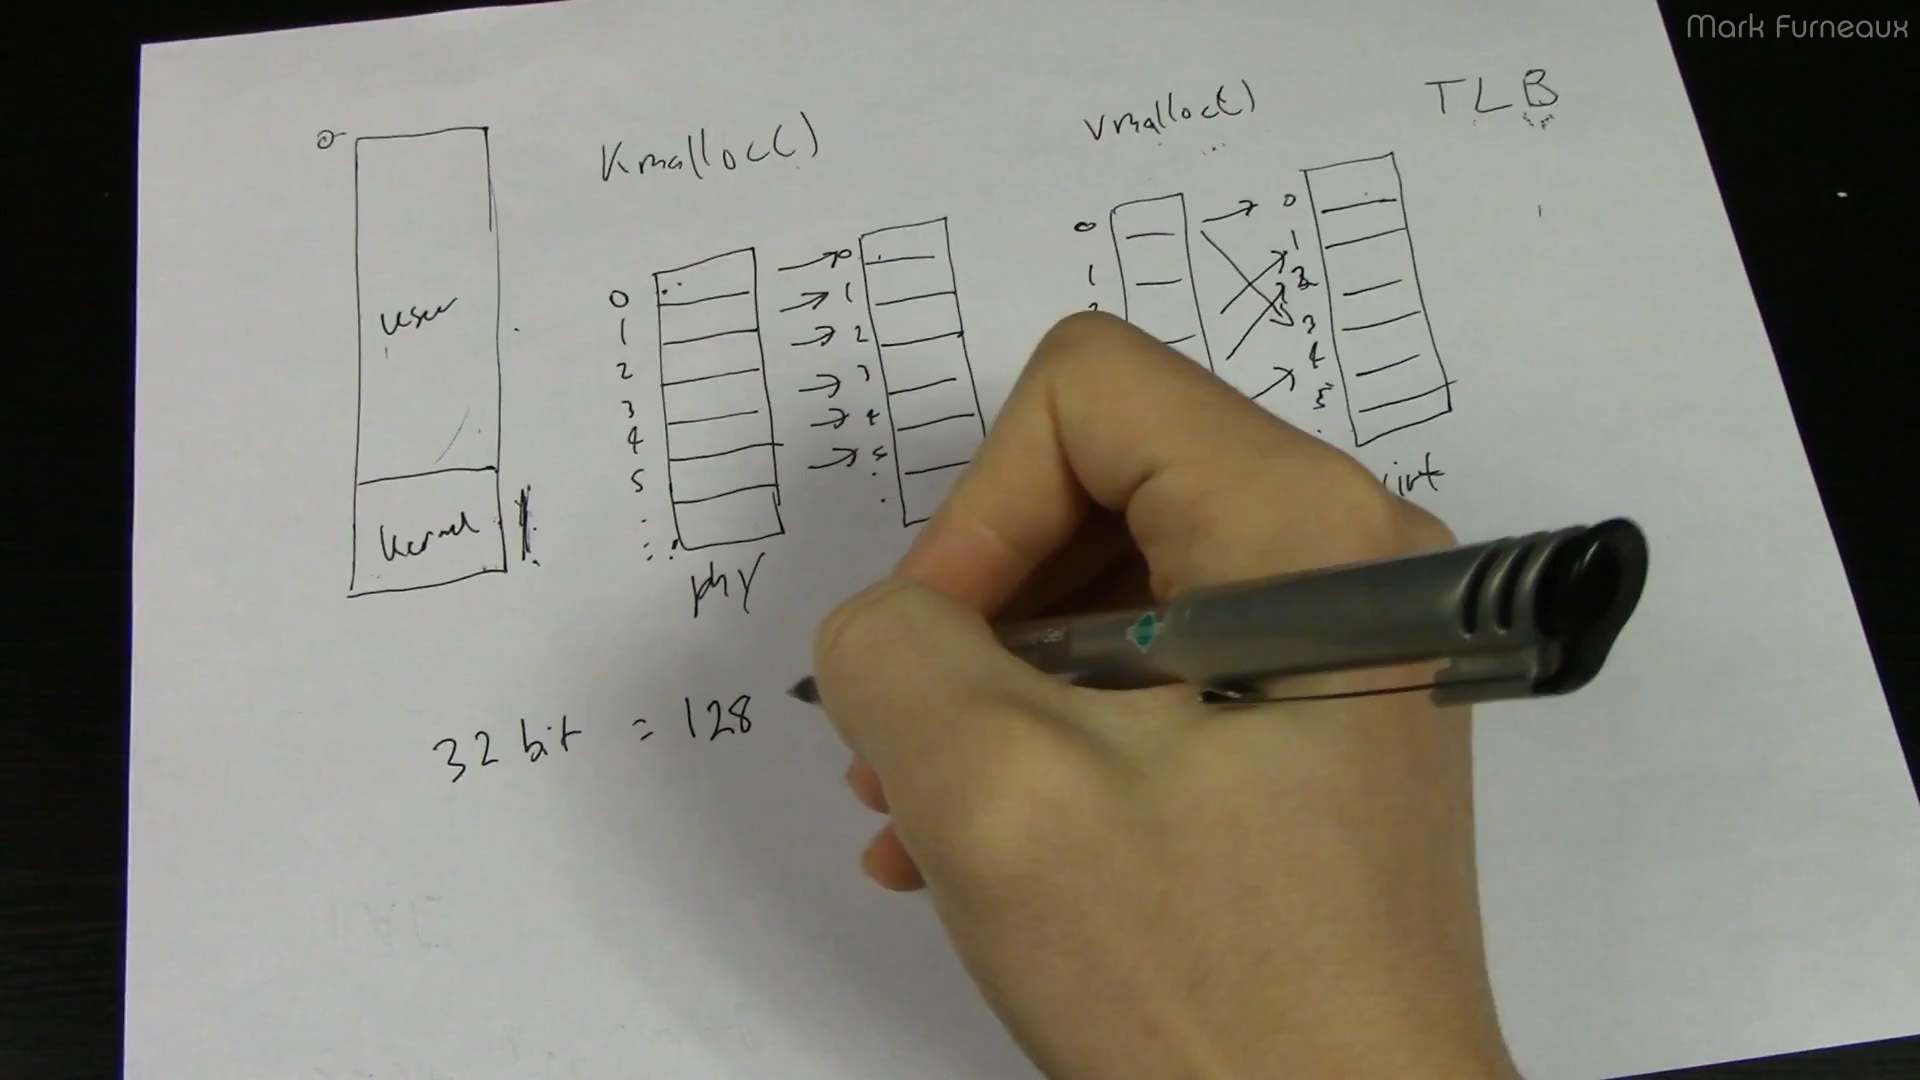 Mark Furneaux
TLB
Kmalloc()
vmalloc()
0
user
kernel
0
1
2
3
4
5
phy
0
1
2
3
4
5
0
1
0
1
2
3
4
5
32 bit = 128